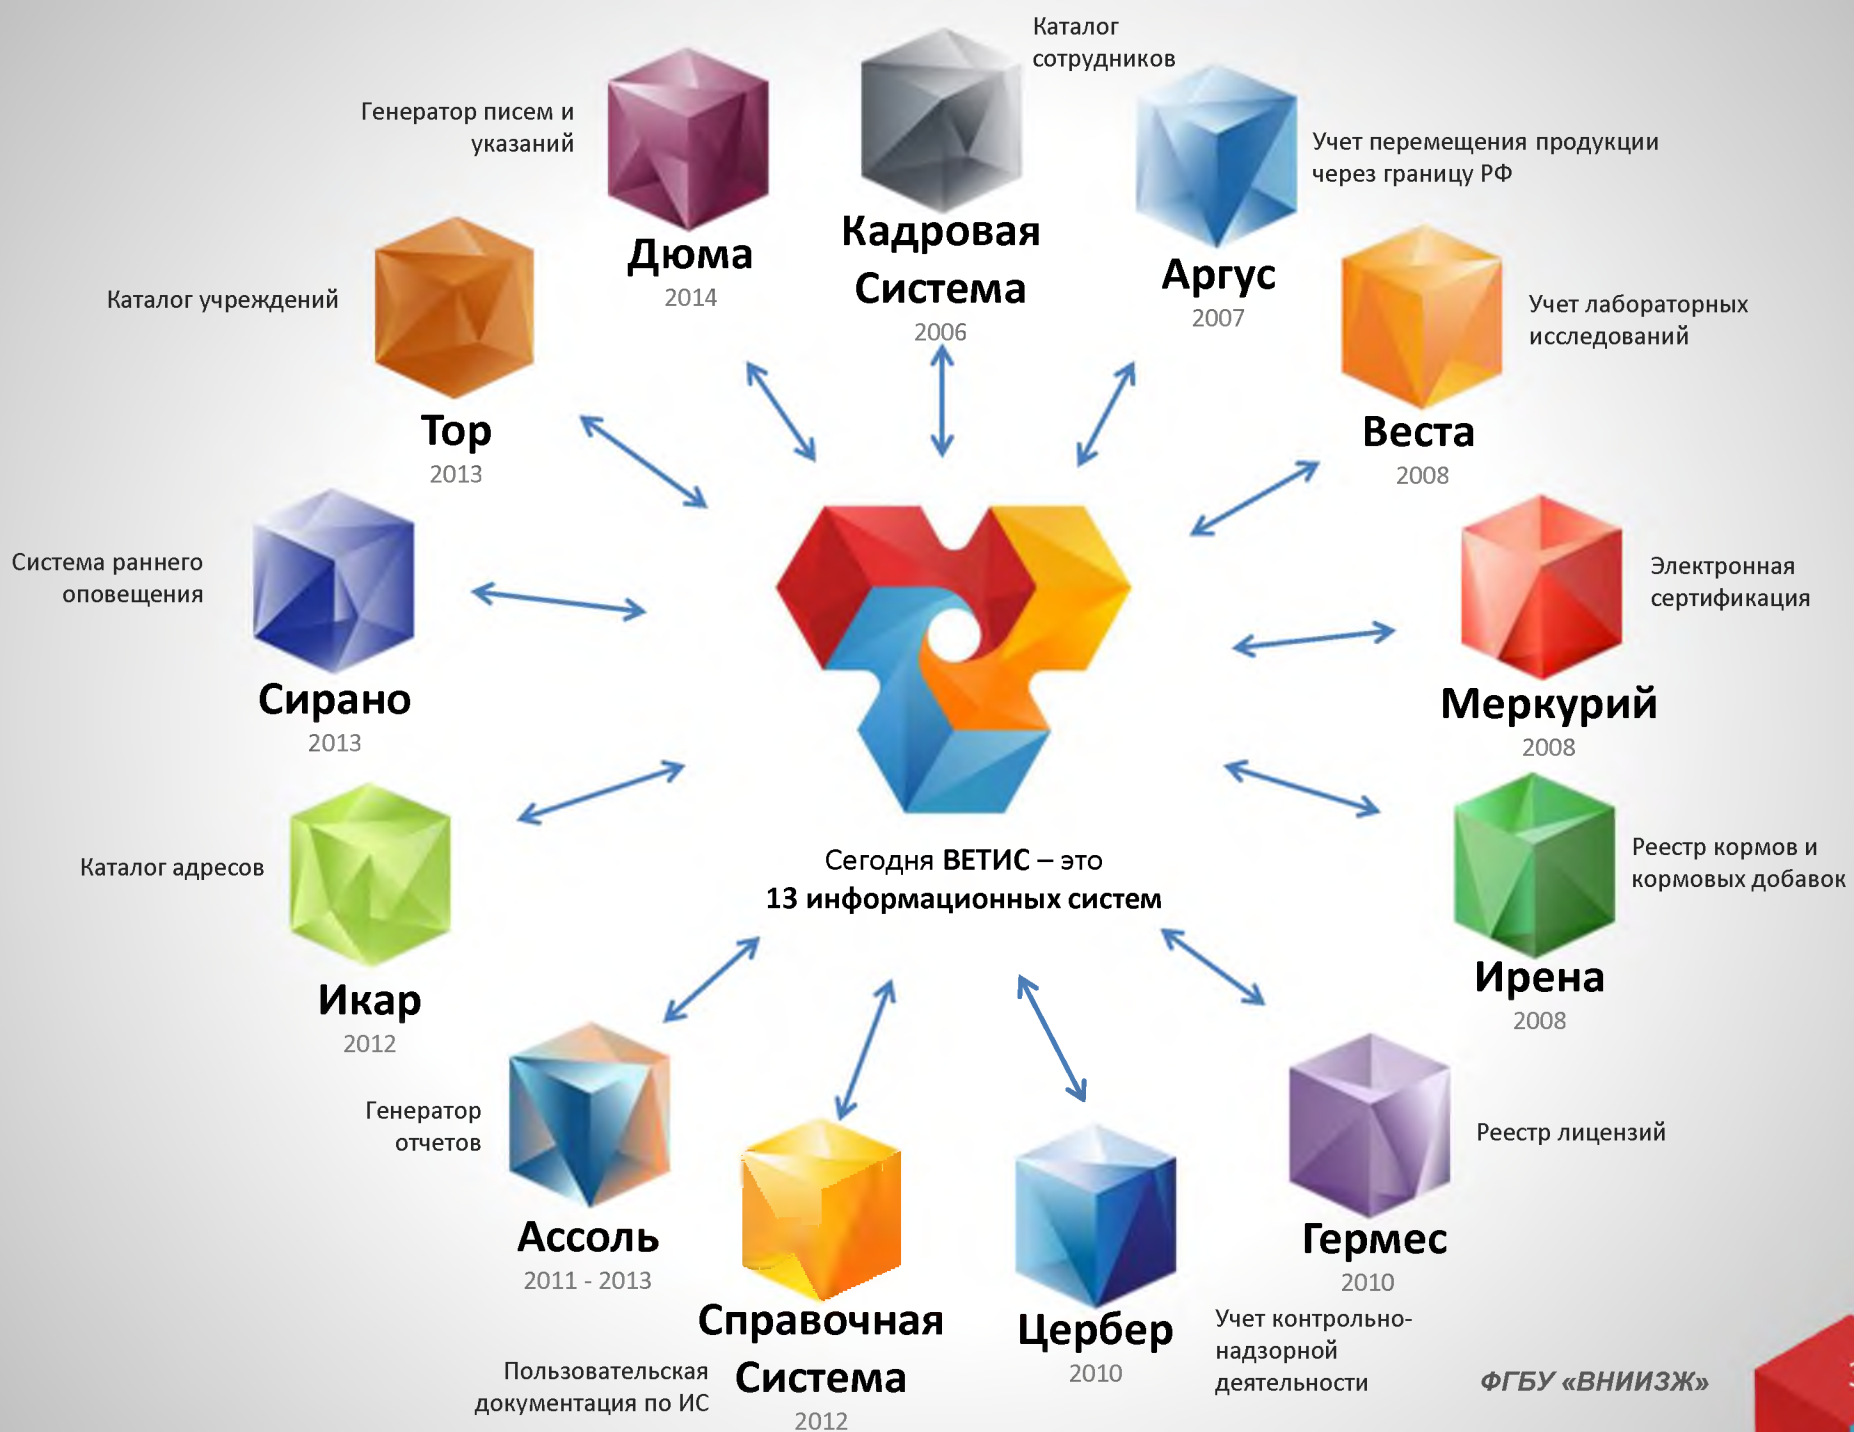 Каталог
сотрудников
Кадровая
Система
2006
Учет перемещения продукции
через границу РФ
Аргус
2007
Учет лабораторных
исследований
Веста
2008
Электронная
сертификация
Меркурий
2008
Реестр кормов и
кормовых добавок
Ирена
2008
Реестр лицензий
Гермес
2010
Учет контрольно-
надзорной
деятельности
Цербер
2010
Пользовательская
документация по ИС
Справочная
Система
2012
Генератор
отчетов
Ассоль
2011 - 2013
Каталог адресов
Икар
2012
Система раннего
оповещения
Сирано
2013
Каталог учреждений
Тор
2013
Генератор писем и
указаний
Дюма
2014
Сегодня ВЕТИС – это
13 информационных систем
ФГБУ «ВНИИЗЖ»